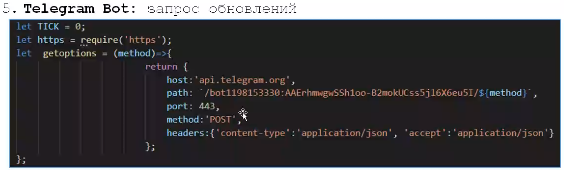 5. Telegram Bot: запрос обновлений
let TICK = 0;
let https = require('https');
let getoptions = (method)=>{
return {
host:'api.telegram.org',
path: `/bot1198153330:AAErhmwgwSSh1oo-B2mokUCss5jl6X6eu5I/${method}`,
port: 443,
method:'POST',
headers:{'content-type':'application/json', 'accept':'application/json'}
};
};